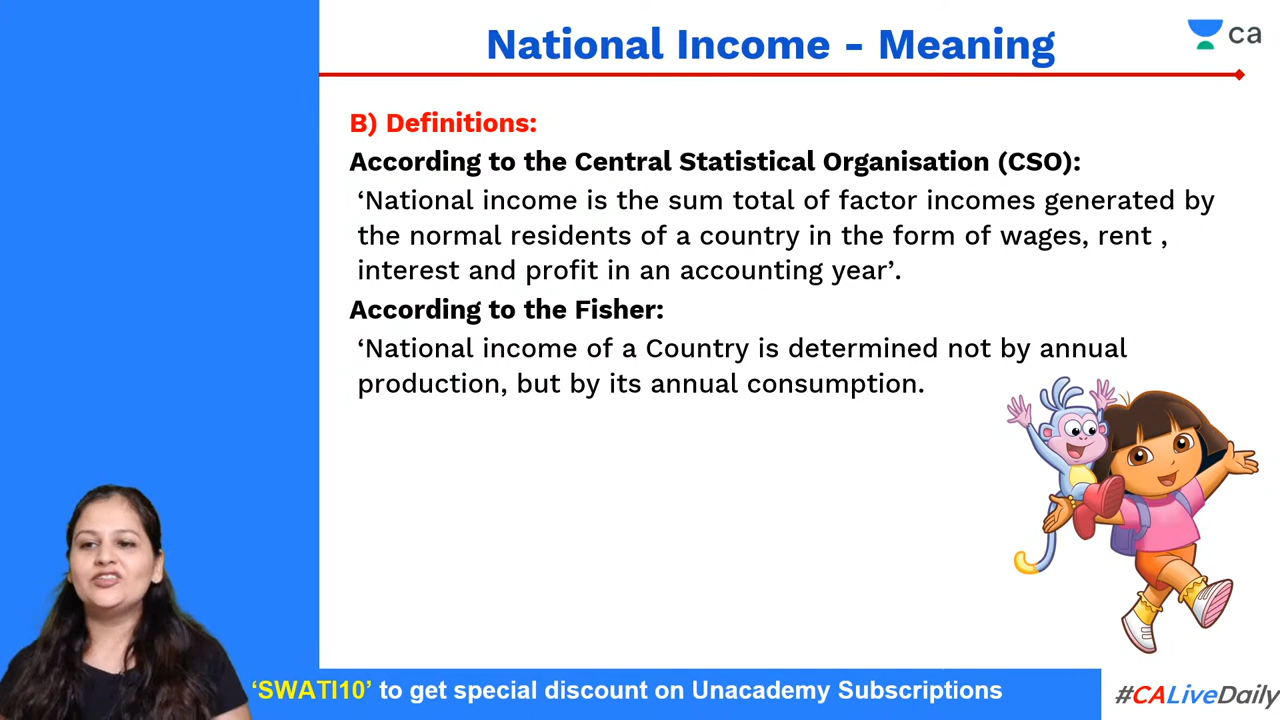 National Income - Meaning
ca
B) Definitions:
According to the Central Statistical Organisation (CSO):
‘National income is the sum total of factor incomes generated by
the normal residents of a country in the form of wages, rent ,
interest and profit in an accounting year’.
According to the Fisher:
‘National income of a Country is determined not by annual
production, but by its annual consumption.
‘SWATI10’ to get special discount on Unacademy Subscriptions
#CALiveDaily